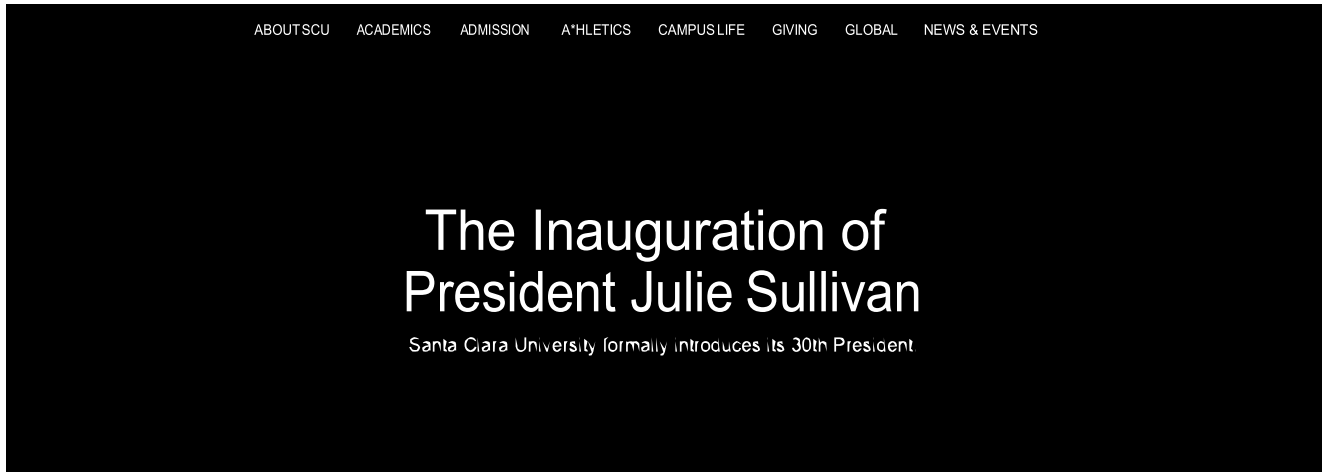 ABOUT SCU ACADEMICS ADMISSION A*HLETICS CAMPUS LIFE GIVING GLOBAL NEWS & EVENTS
The Inauguration of
President Julie Sullivan
Santa Clara University formally introduces its 30th President.